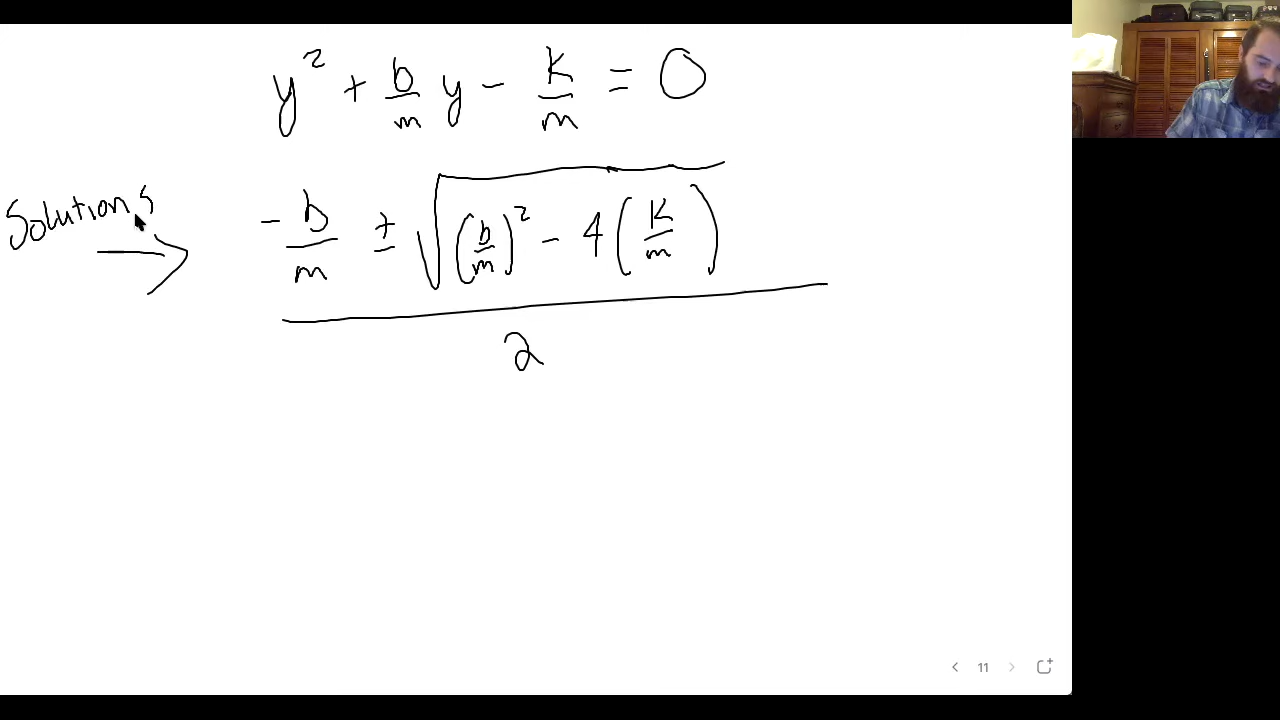 y² + b/m y - k/m = 0
Solutions → (-b/m ± √((b/m)² - 4(k/m))) / 2
11